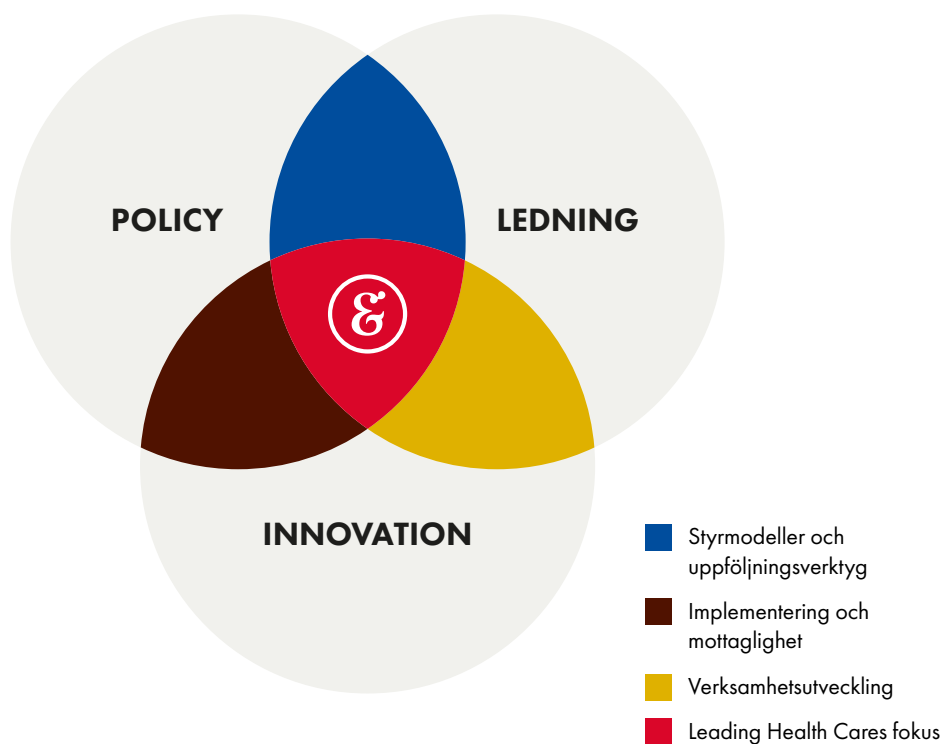 POLICY
LEDNING
&
INNOVATION
Styrmodeller och
uppföljningsverktyg
Implementering och
mottaglighet
Verksamhetsutveckling
Leading Health Cares fokus